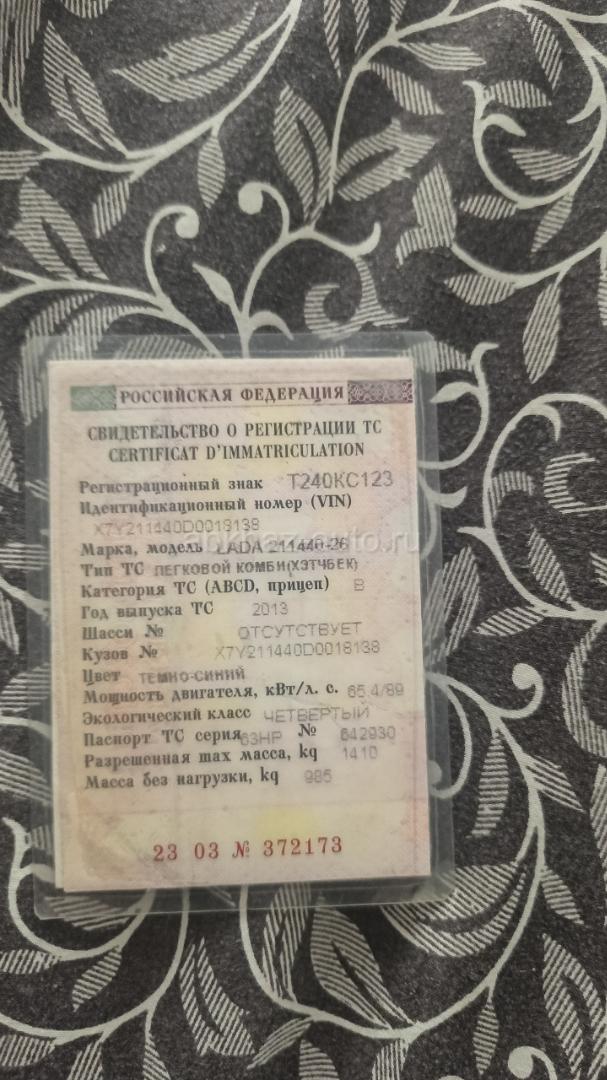 РОССИЙСКАЯ ФЕДЕРАЦИЯ
СВИДЕТЕЛЬСТВО О РЕГИСТРАЦИИ ТС
CERTIFICAT D'IMMATRICULATION
Регистрационный знак Т240КС123
Идентификационный номер (VIN)
X7Y211440D0018138
abkhaz-auto.ru
Марка, модель LADA 211440-26
Тип ТС ЛЕГКОВОЙ КОМБИ(ХЭТЧБЕК)
Категория ТС (ABCD, прицеп) B
Год выпуска ТС 2013
Шасси № ОТСУТСТВУЕТ
Кузов № X7Y211440D0018138
Цвет ТЕМНО-СИНИЙ
Мощность двигателя, кВт/л. с. 65.4/89
Экологический класс ЧЕТВЕРТЫЙ
Паспорт ТС серия 63НР № 642930
Разрешенная max масса, kg 1410
Масса без нагрузки, kg 985
23 03 № 372173